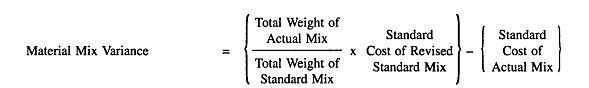 Material Mix Variance = { Total Weight of Actual Mix / Total Weight of Standard Mix x Standard Cost of Revised Standard Mix } − { Standard Cost of Actual Mix }